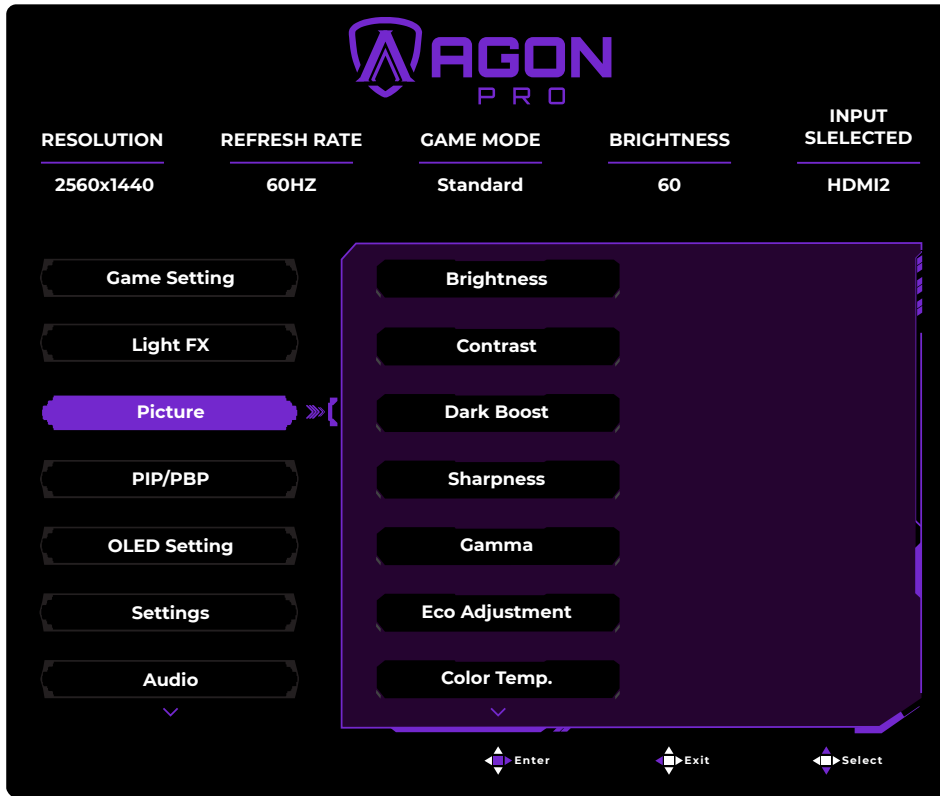 AGON
PRO
RESOLUTION
REFRESH RATE
GAME MODE
BRIGHTNESS
INPUT
SLELECTED
2560x1440
60HZ
Standard
60
HDMI2
Game Setting
Light FX
Picture
PIP/PBP
OLED Setting
Settings
Audio
Brightness
Contrast
Dark Boost
Sharpness
Gamma
Eco Adjustment
Color Temp.
Enter
Exit
Select